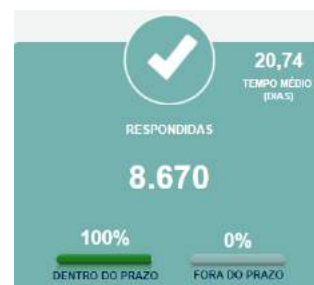 20,74
TEMPO MÉDIO
(DIAS)
RESPONDIDAS
8.670
100%
0%
DENTRO DO PRAZO
FORA DO PRAZO